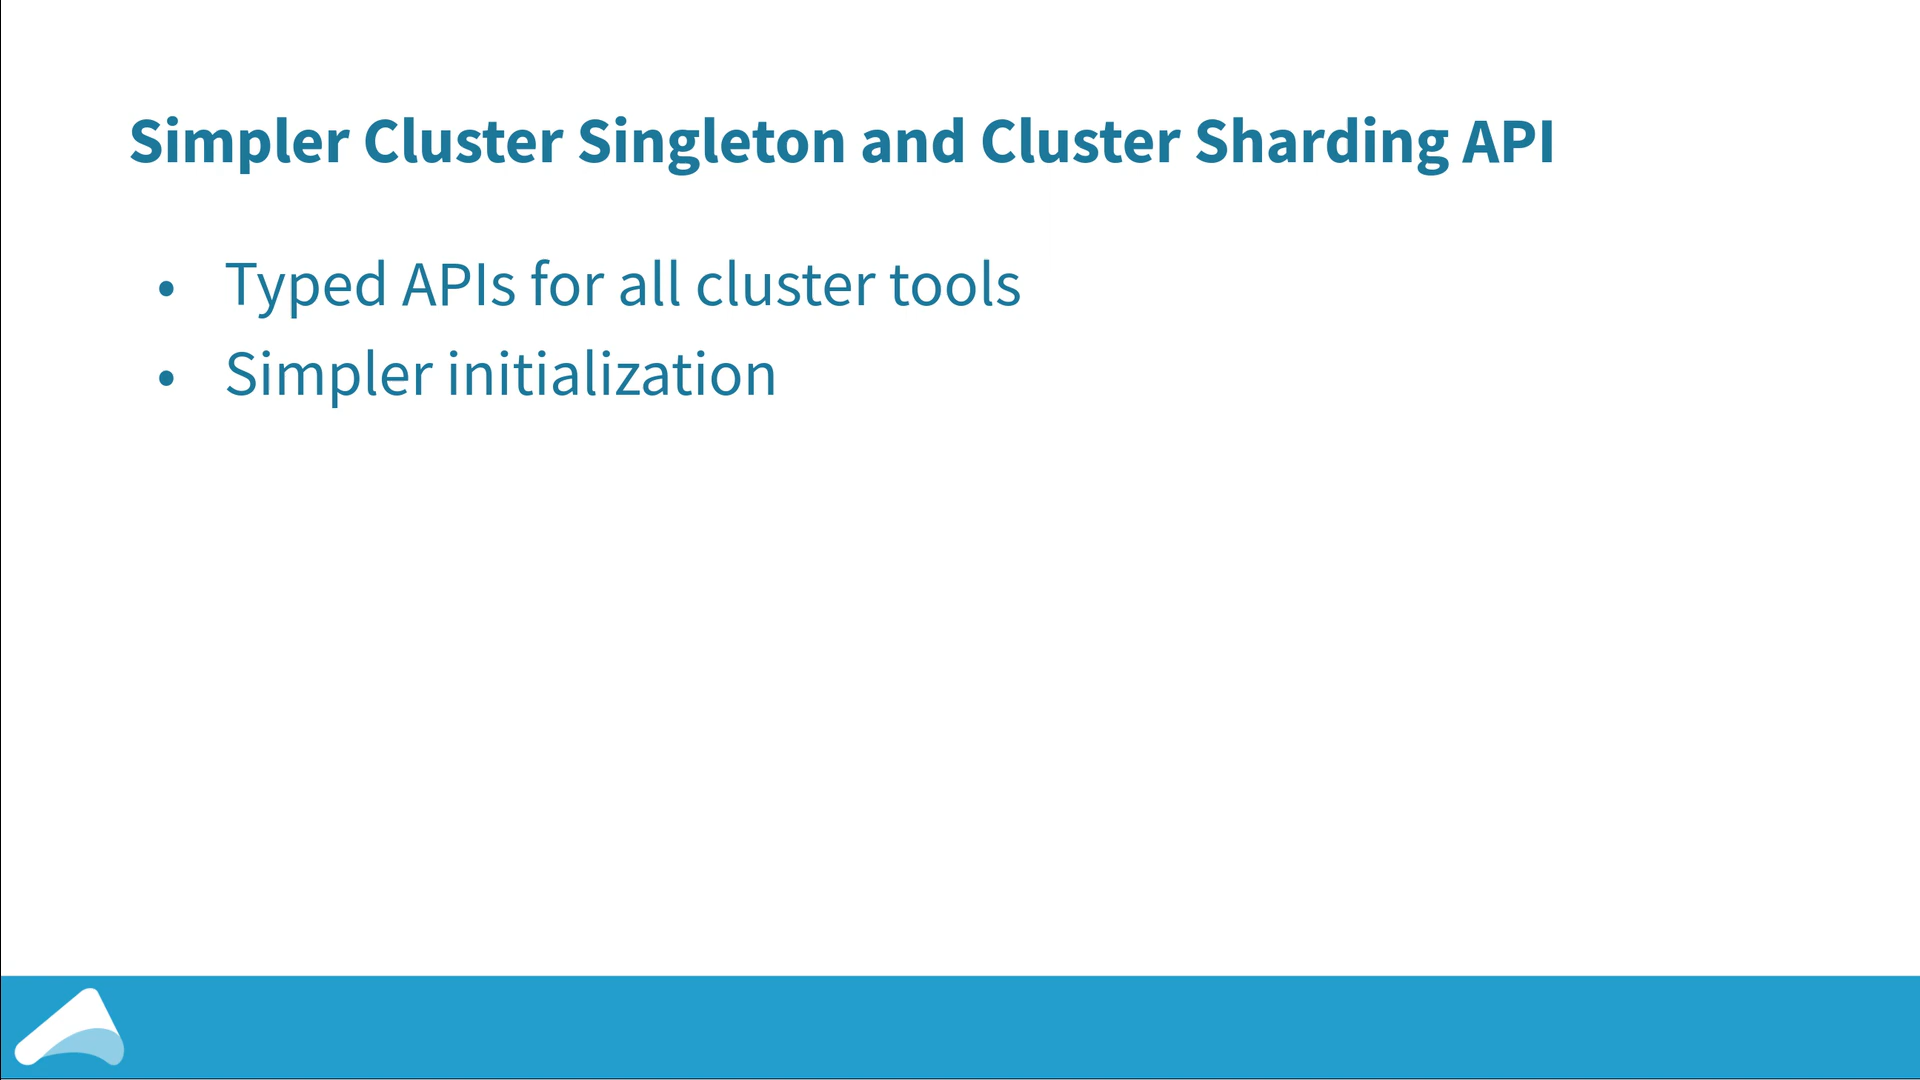 Simpler Cluster Singleton and Cluster Sharding API
• Typed APIs for all cluster tools
• Simpler initialization